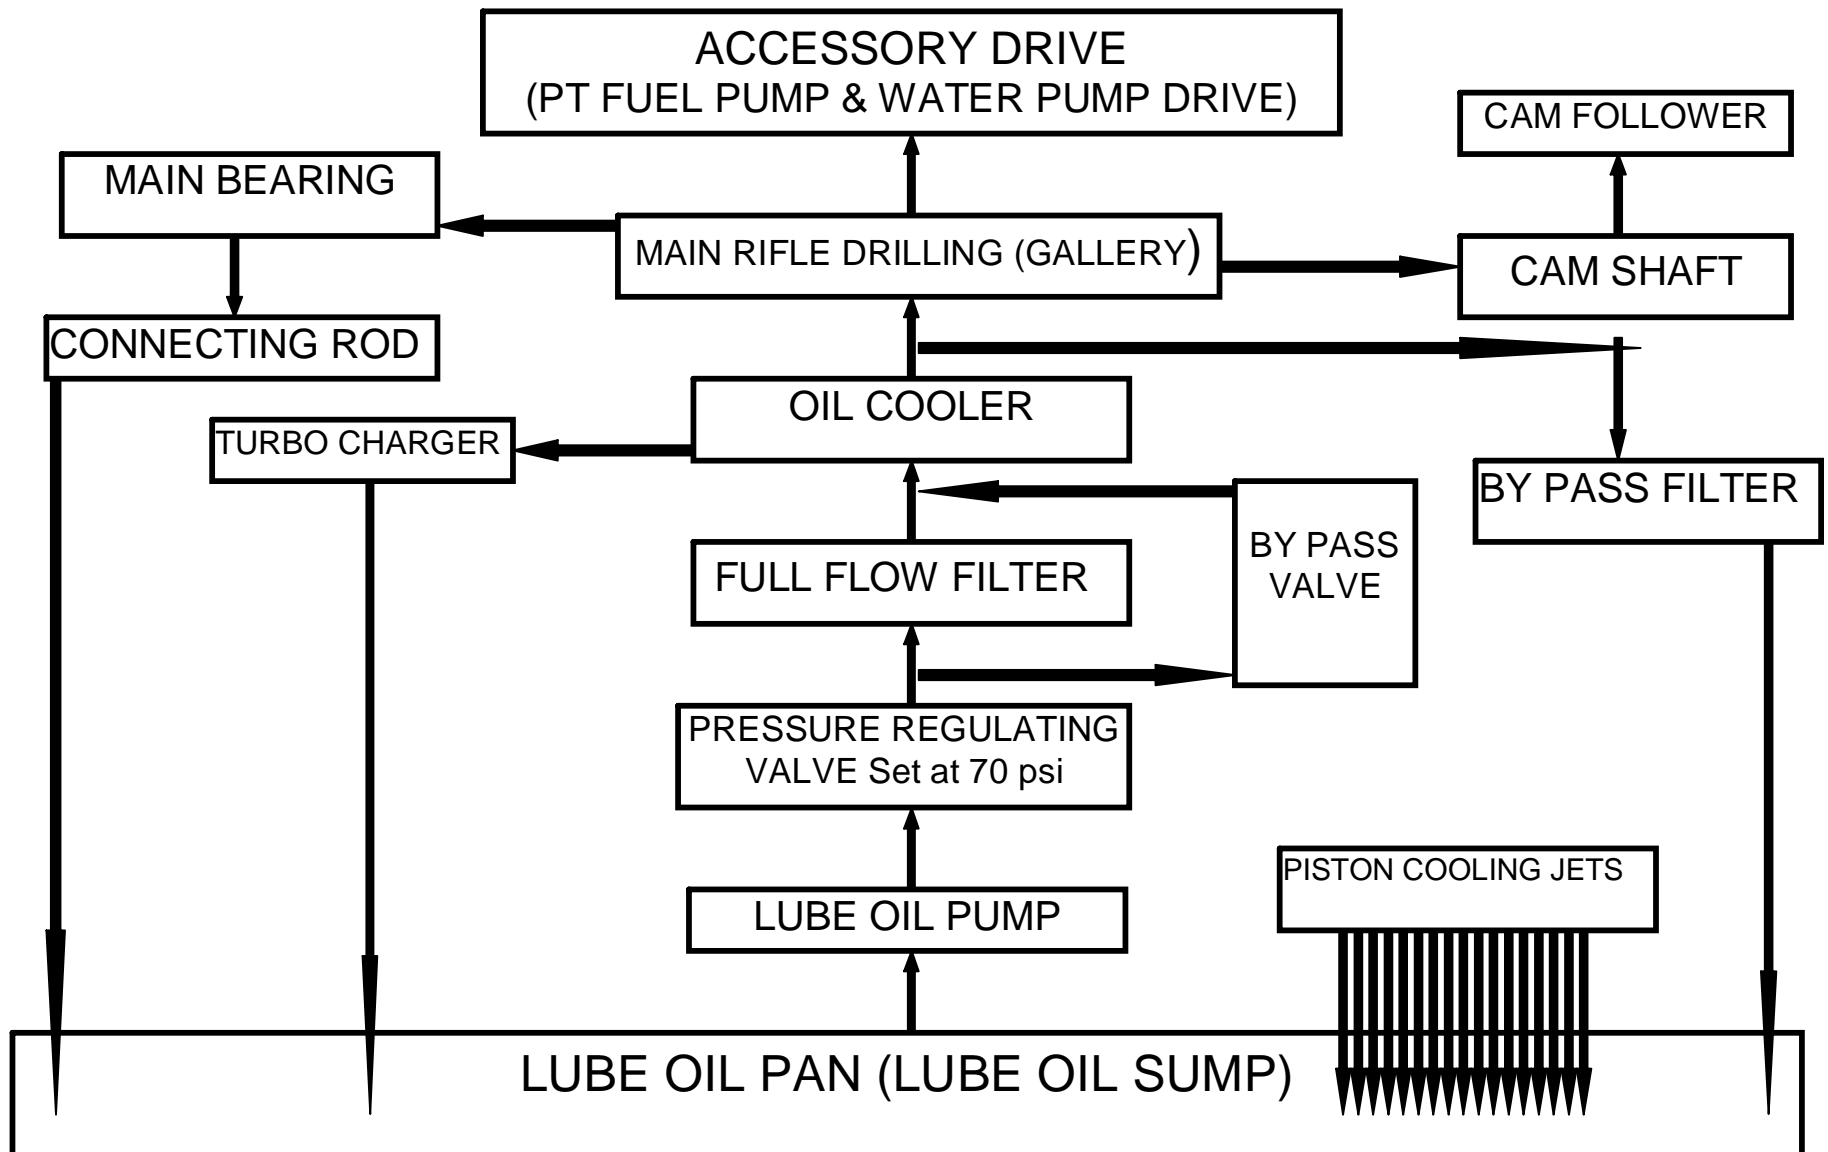 ACCESSORY DRIVE
(PT FUEL PUMP & WATER PUMP DRIVE)
CAM FOLLOWER
MAIN BEARING
MAIN RIFLE DRILLING (GALLERY)
CAM SHAFT
CONNECTING ROD
OIL COOLER
TURBO CHARGER
BY PASS FILTER
BY PASS
VALVE
FULL FLOW FILTER
PRESSURE REGULATING
VALVE Set at 70 psi
PISTON COOLING JETS
LUBE OIL PUMP
LUBE OIL PAN (LUBE OIL SUMP)